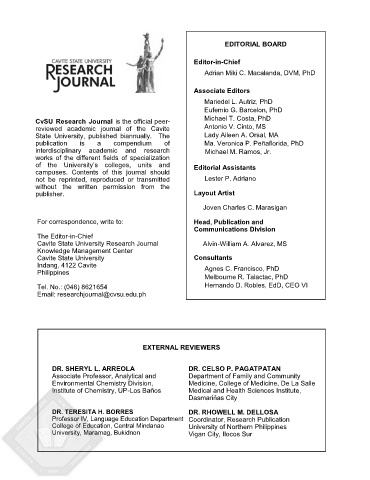 CAVITE STATE UNIVERSITY
RESEARCH
JOURNAL
CvSU Research Journal is the official peer-
reviewed academic journal of the Cavite
State University, published biannually. The
publication is a compendium of
interdisciplinary academic and research
works of the different fields of specialization
of the University's colleges, units and
campuses. Contents of this journal should
not be reprinted, reproduced or transmitted
without the written permission from the
publisher.
For correspondence, write to:
The Editor-in-Chief
Cavite State University Research Journal
Knowledge Management Center
Cavite State University
Indang, 4122 Cavite
Philippines
Tel. No.: (046) 8621654
Email: researchjournal@cvsu.edu.ph
EDITORIAL BOARD
Editor-in-Chief
Adrian Miki C. Macalanda, DVM, PhD
Associate Editors
Mariedel L. Autriz, PhD
Eufemio G. Barcelon, PhD
Michael T. Costa, PhD
Antonio V. Cinto, MS
Lady Aileen A. Orsal, MA
Ma. Veronica P. Peñaflorida, PhD
Michael M. Ramos, Jr.
Editorial Assistants
Lester P. Adriano
Layout Artist
Joven Charles C. Marasigan
Head, Publication and
Communications Division
Alvin-William A. Alvarez, MS
Consultants
Agnes C. Francisco, PhD
Melbourne R. Talactac, PhD
Hernando D. Robles, EdD, CEO VI
EXTERNAL REVIEWERS
DR. SHERYL L. ARREOLA
Associate Professor, Analytical and
Environmental Chemistry Division,
Institute of Chemistry, UP-Los Baños
DR. TERESITA H. BORRES
Professor IV, Language Education Department
College of Education, Central Mindanao
University, Maramag, Bukidnon
DR. CELSO P. PAGATPATAN
Department of Family and Community
Medicine, College of Medicine, De La Salle
Medical and Health Sciences Institute,
Dasmariñas City
DR. RHOWELL M. DELLOSA
Coordinator, Research Publication
University of Northern Philippines
Vigan City, Ilocos Sur